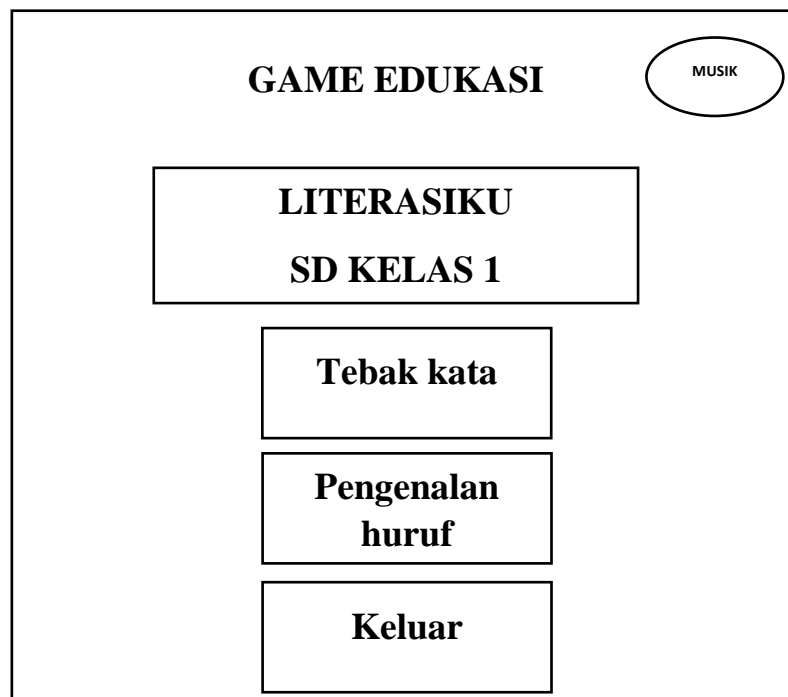 GAME EDUKASI
MUSIK
LITERASIKU
SD KELAS 1
Tebak kata
Pengenalan
huruf
Keluar